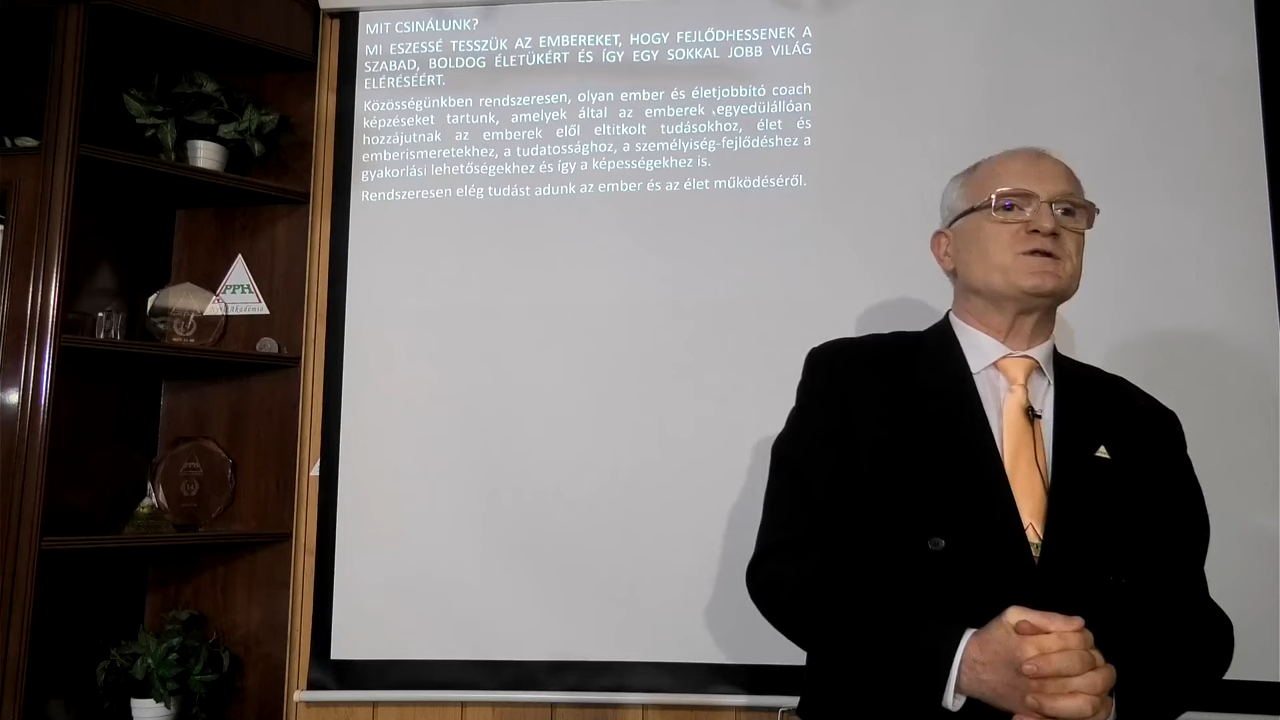 MIT CSINÁLUNK?
MI ESZESSÉ TESSZÜK AZ EMBEREKET, HOGY FEJLŐDHESSENEK A
SZABAD, BOLDOG ÉLETÜKÉRT ÉS ÍGY EGY SOKKAL JOBB VILÁG
ELÉRÉSÉÉRT.
Közösségünkben rendszeresen, olyan ember és életjobbító coach
képzéseket tartunk, amelyek által az emberek egyedülállóan
hozzájutnak az emberek elől eltitkolt tudásokhoz, élet és
emberismeretekhez, a tudatossághoz, a személyiség-fejlődéshez a
gyakorlási lehetőségekhez és így a képességekhez is.
Rendszeresen elég tudást adunk az ember és az élet működéséről.
PPH
Akadémia